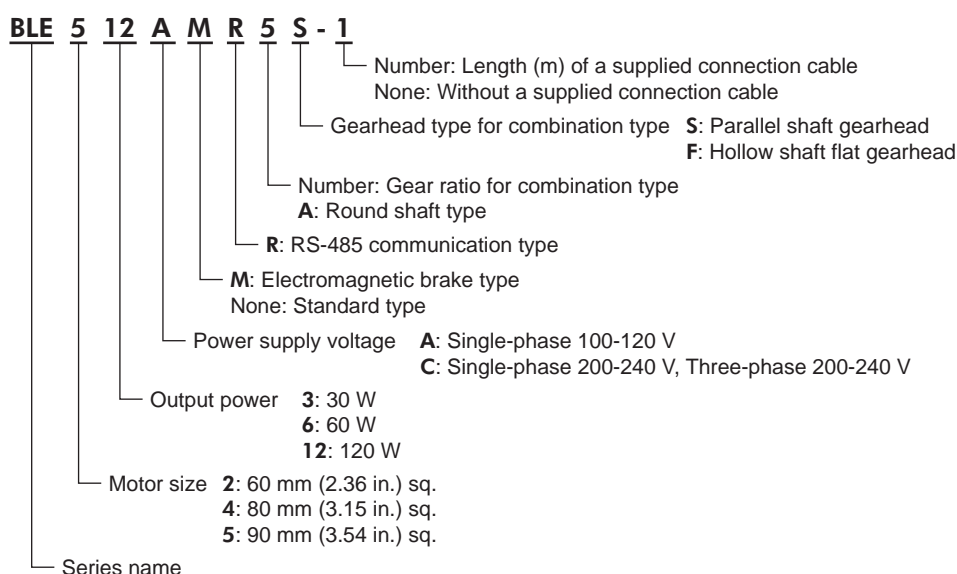 BLE 5 12 A M R 5 S - 1
Number: Length (m) of a supplied connection cable
None: Without a supplied connection cable
Gearhead type for combination type S: Parallel shaft gearhead
F: Hollow shaft flat gearhead
Number: Gear ratio for combination type
A: Round shaft type
R: RS-485 communication type
M: Electromagnetic brake type
None: Standard type
Power supply voltage A: Single-phase 100-120 V
C: Single-phase 200-240 V, Three-phase 200-240 V
Output power 3: 30 W
6: 60 W
12: 120 W
Motor size 2: 60 mm (2.36 in.) sq.
4: 80 mm (3.15 in.) sq.
5: 90 mm (3.54 in.) sq.
Series name